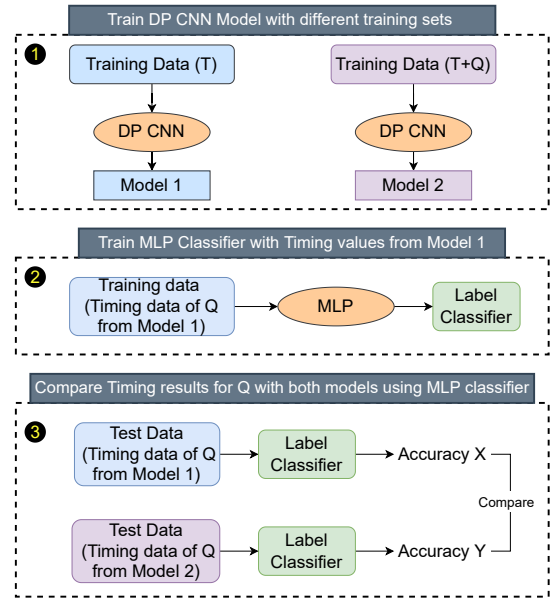 Train DP CNN Model with different training sets
1
Training Data (T)
Training Data (T+Q)
DP CNN
DP CNN
Model 1
Model 2
Train MLP Classifier with Timing values from Model 1
2
Training data
(Timing data of Q
from Model 1)
MLP
Label
Classifier
Compare Timing results for Q with both models using MLP classifier
3
Test Data
(Timing data of Q
from Model 1)
Label
Classifier
Accuracy X
Compare
Test Data
(Timing data of Q
from Model 2)
Label
Classifier
Accuracy Y